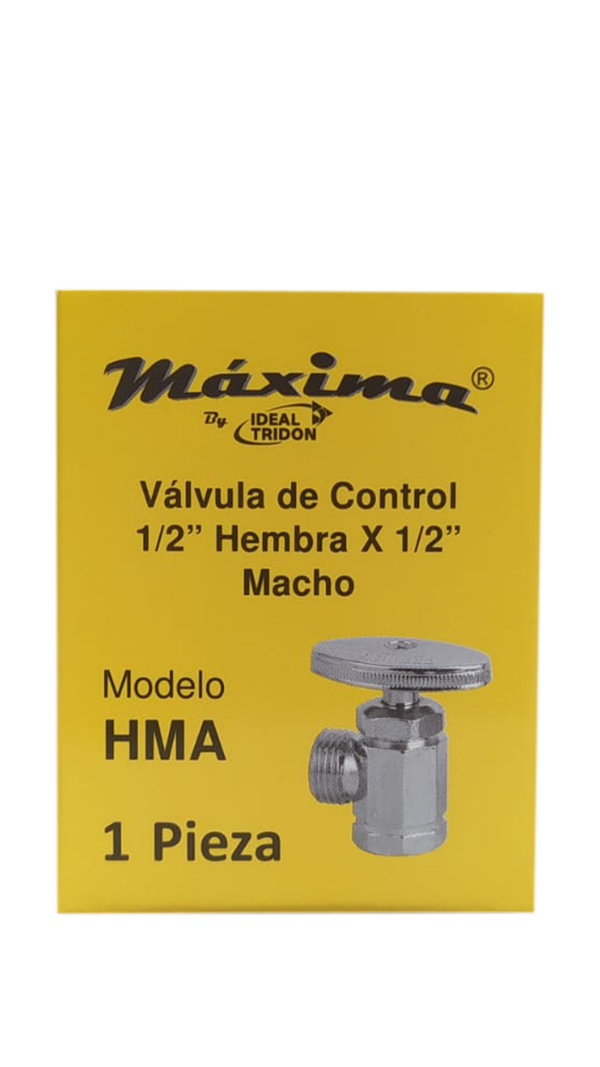 Máxima®
By IDEAL TRIDON
Válvula de Control
1/2” Hembra X 1/2”
Macho
Modelo
HMA
1 Pieza